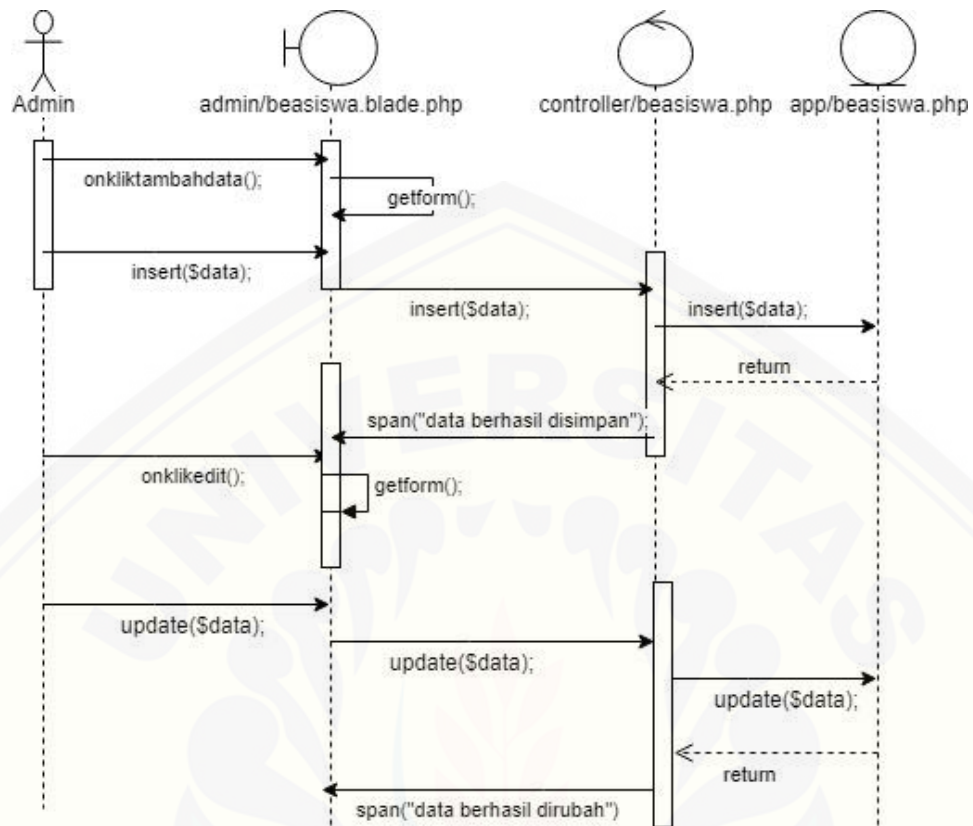 Admin
admin/beasiswa.blade.php
controller/beasiswa.php
app/beasiswa.php
onkliktambahdata();
getform();
insert($data);
insert($data);
insert($data);
return
span("data berhasil disimpan");
onklikedit();
getform();
update($data);
update($data);
update($data);
return
span("data berhasil dirubah")
UNIVERSITAS